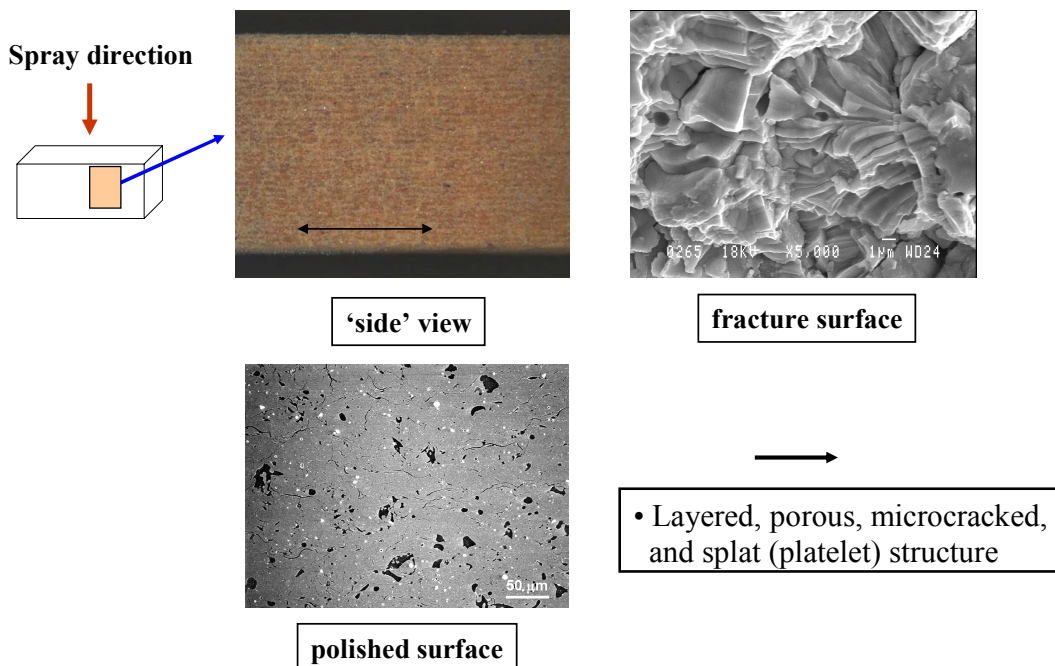 Spray direction
‘side’ view
0265 18KV X5,000 1µm WD24
fracture surface
50 µm
polished surface
• Layered, porous, microcracked,
and splat (platelet) structure